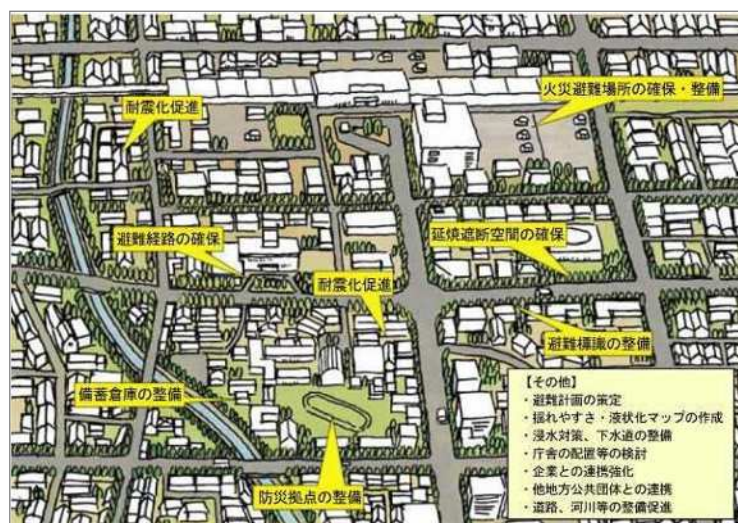 火災避難場所の確保・整備
耐震化促進
避難経路の確保
延焼遮断空間の確保
耐震化促進
避難標識の整備
備蓄倉庫の整備
防災拠点の整備
【その他】
・避難計画の策定
・揺れやすさ・液状化マップの作成
・浸水対策、下水道の整備
・庁舎の配置等の検討
・企業との連携強化
・他地方公共団体との連携
・道路、河川等の整備促進